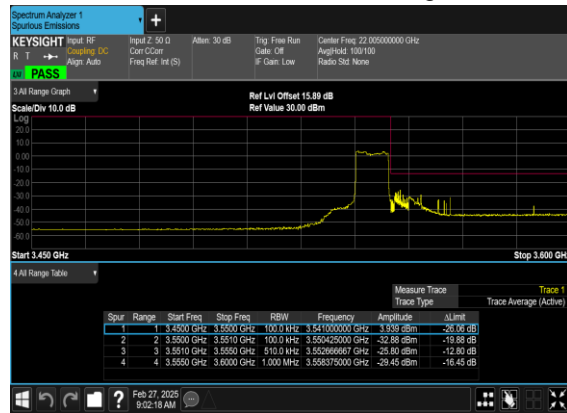 Spectrum Analyzer 1
Spurious Emissions
+
KEYSIGHT Input: RF Input Z: 50 Ω Atten: 30 dB Trig: Free Run Center Freq: 22.005000000 GHz
R T Coupling: DC Corr CCorr Gate: Off Avg|Hold: 100/100
Align: Auto Freq Ref: Int (S) IF Gain: Low Radio Std: None
LW PASS
3 All Range Graph
Ref Lvl Offset 15.89 dB
Scale/Div 10.0 dB Ref Value 30.00 dBm
Log
20.0
10.0
0.00
-10.0
-20.0
-30.0
-40.0
-50.0
-60.0
Start 3.450 GHz Stop 3.600 GHz
4 All Range Table
Measure Trace Trace 1
Trace Type Trace Average (Active)
Spur Range Start Freq Stop Freq RBW Frequency Amplitude ΔLimit
1 1 3.4500 GHz 3.5500 GHz 100.0 kHz 3.541000000 GHz 3.939 dBm -26.06 dB
2 2 3.5500 GHz 3.5510 GHz 100.0 kHz 3.550425000 GHz -32.88 dBm -19.88 dB
3 3 3.5510 GHz 3.5550 GHz 510.0 kHz 3.552666667 GHz -25.80 dBm -12.80 dB
4 4 3.5550 GHz 3.6000 GHz 1.000 MHz 3.558375000 GHz -29.45 dBm -16.45 dB
? Feb 27, 2025
9:02:18 AM